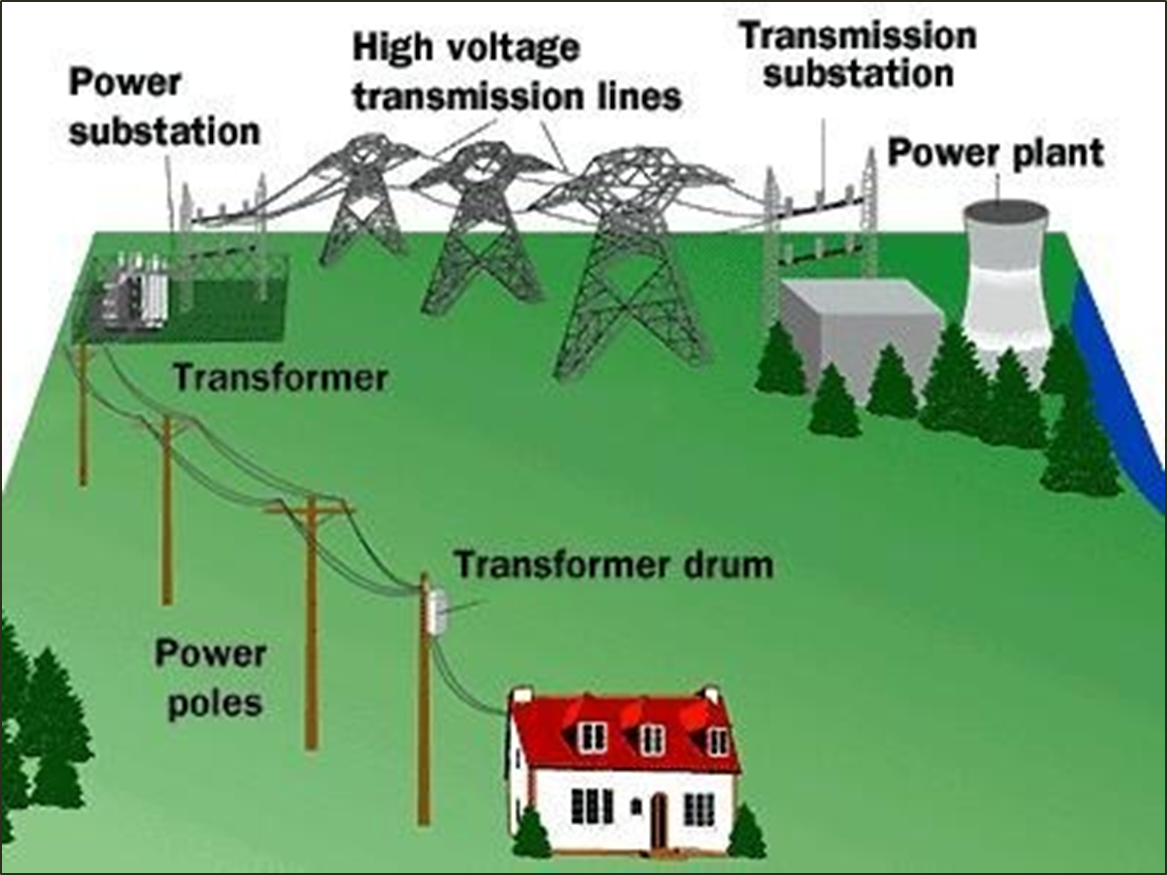 Power
substation
High voltage
transmission lines
Transmission
substation
Power plant
Transformer
Transformer drum
Power
poles